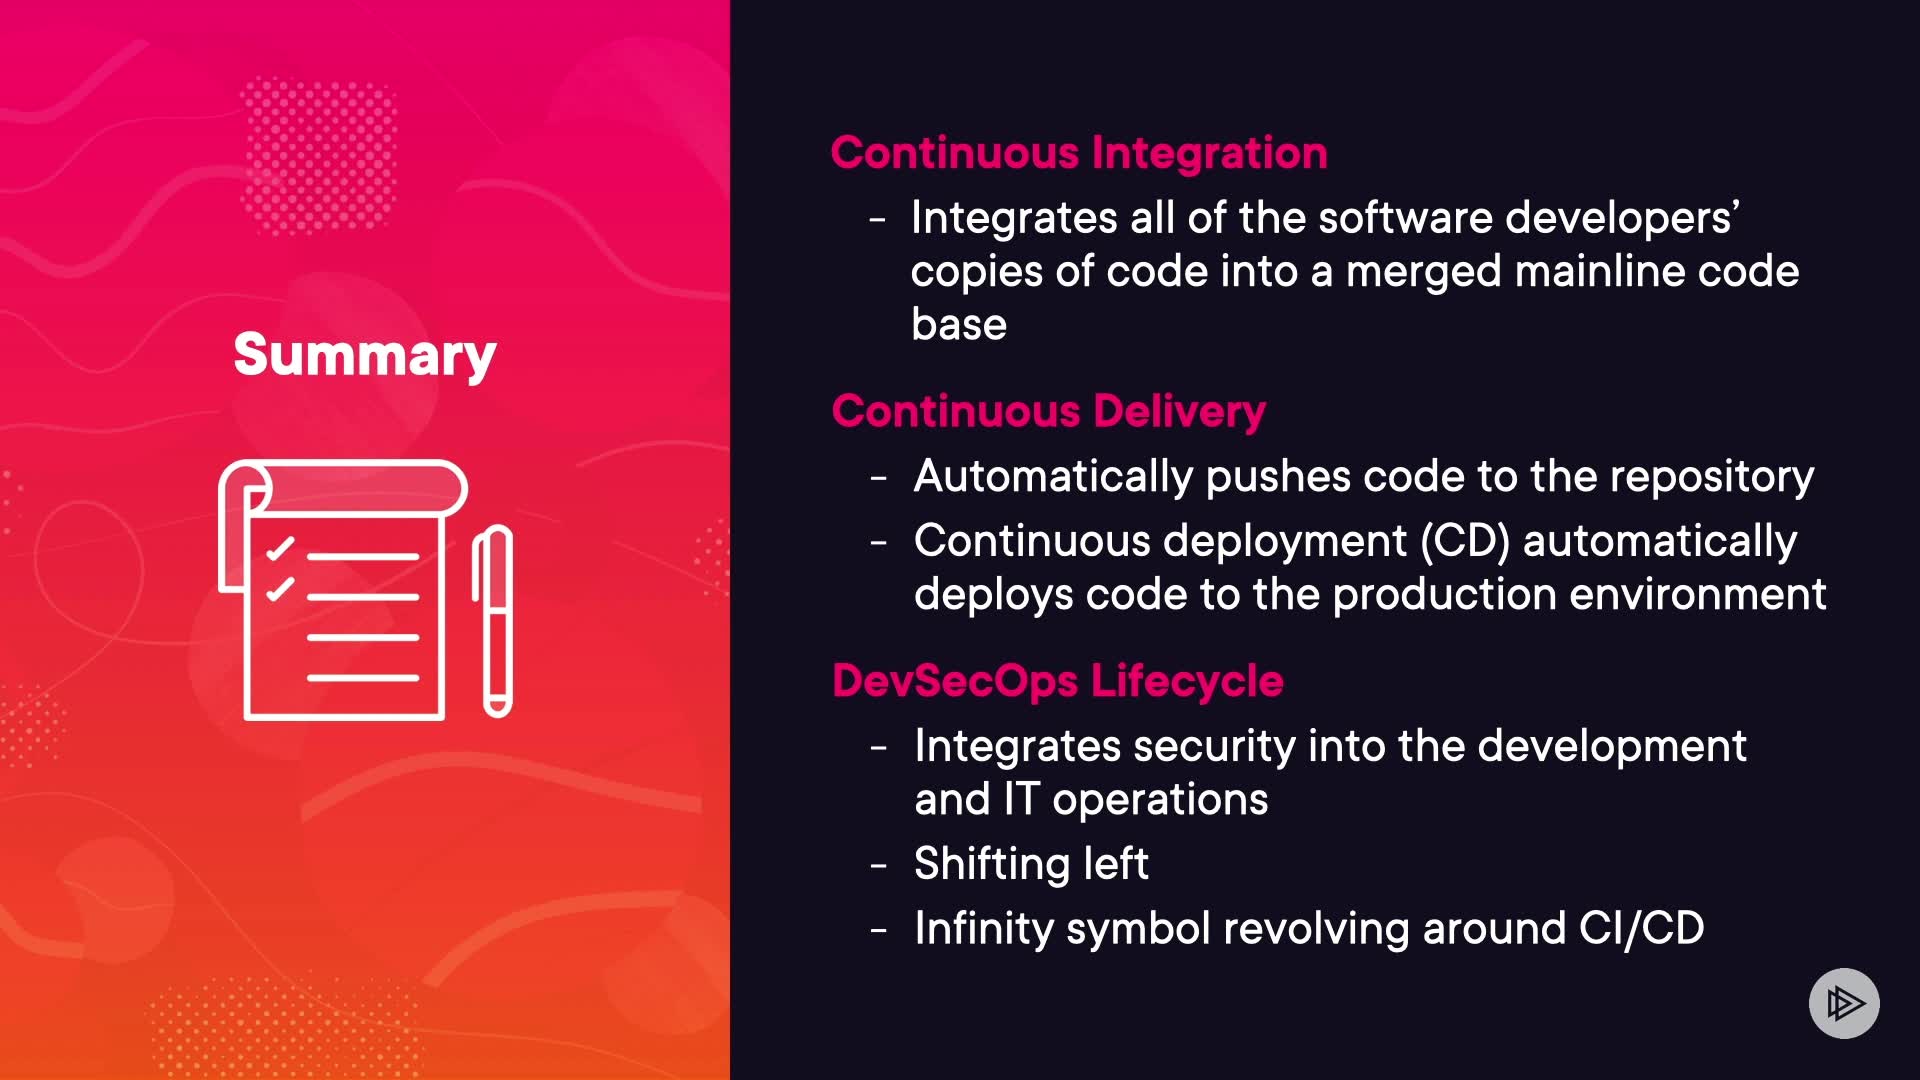 Summary
Continuous Integration
- Integrates all of the software developers’
copies of code into a merged mainline code
base
Continuous Delivery
- Automatically pushes code to the repository
- Continuous deployment (CD) automatically
deploys code to the production environment
DevSecOps Lifecycle
- Integrates security into the development
and IT operations
- Shifting left
- Infinity symbol revolving around CI/CD